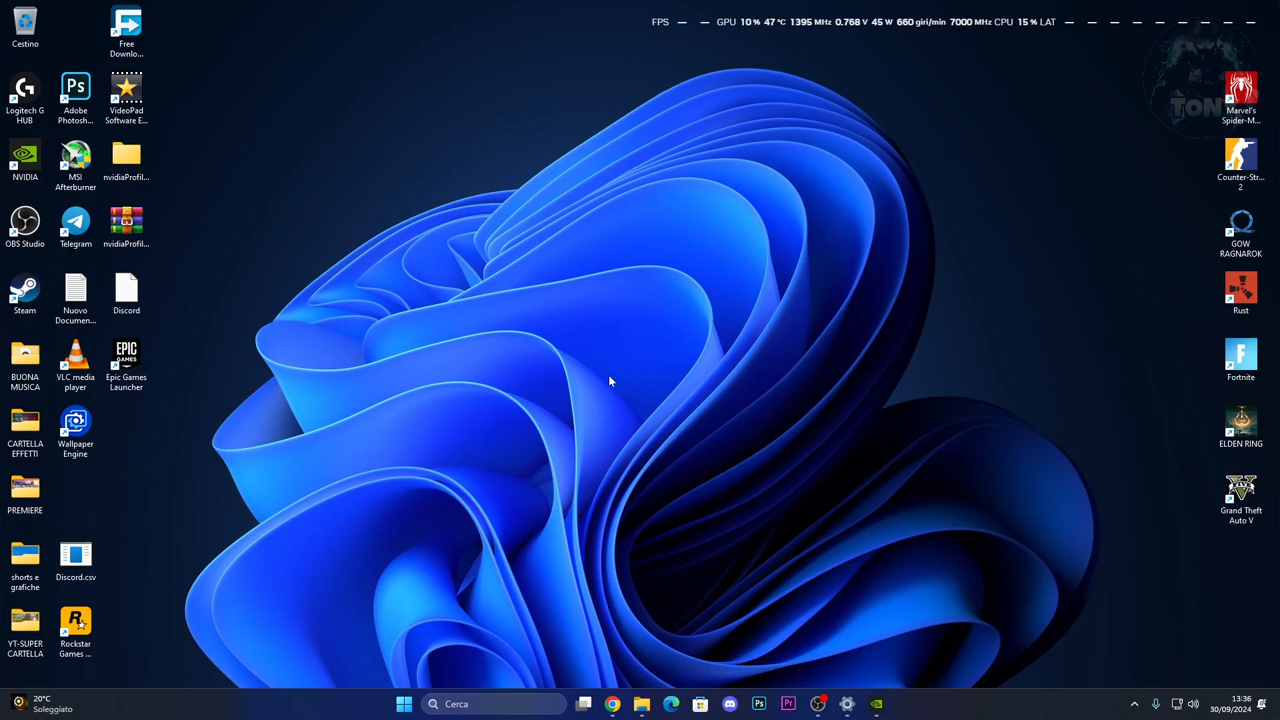 FPS — — GPU 10 % 47 °C 1395 MHz 0.768 V 45 W 660 giri/min 7000 MHz CPU 15 % LAT — — — — — — — —
TON
Cestino
Free
Downlo...
Logitech G
HUB
Adobe
Photosh...
VideoPad
Software E...
NVIDIA
MSI
Afterburner
nvidiaProfil...
OBS Studio
Telegram
nvidiaProfil...
Steam
Nuovo
Documen...
Discord
BUONA
MUSICA
VLC media
player
EPIC
GAMES
Epic Games
Launcher
CARTELLA
EFFETTI
Wallpaper
Engine
PREMIERE
shorts e
grafiche
Discord.csv
YT-SUPER
CARTELLA
Rockstar
Games ...
Marvel's
Spider-M...
Counter-Str...
2
GOW
RAGNAROK
Rust
Fortnite
ELDEN RING
Grand Theft
Auto V
20°C
Soleggiato
Cerca
13:36
30/09/2024